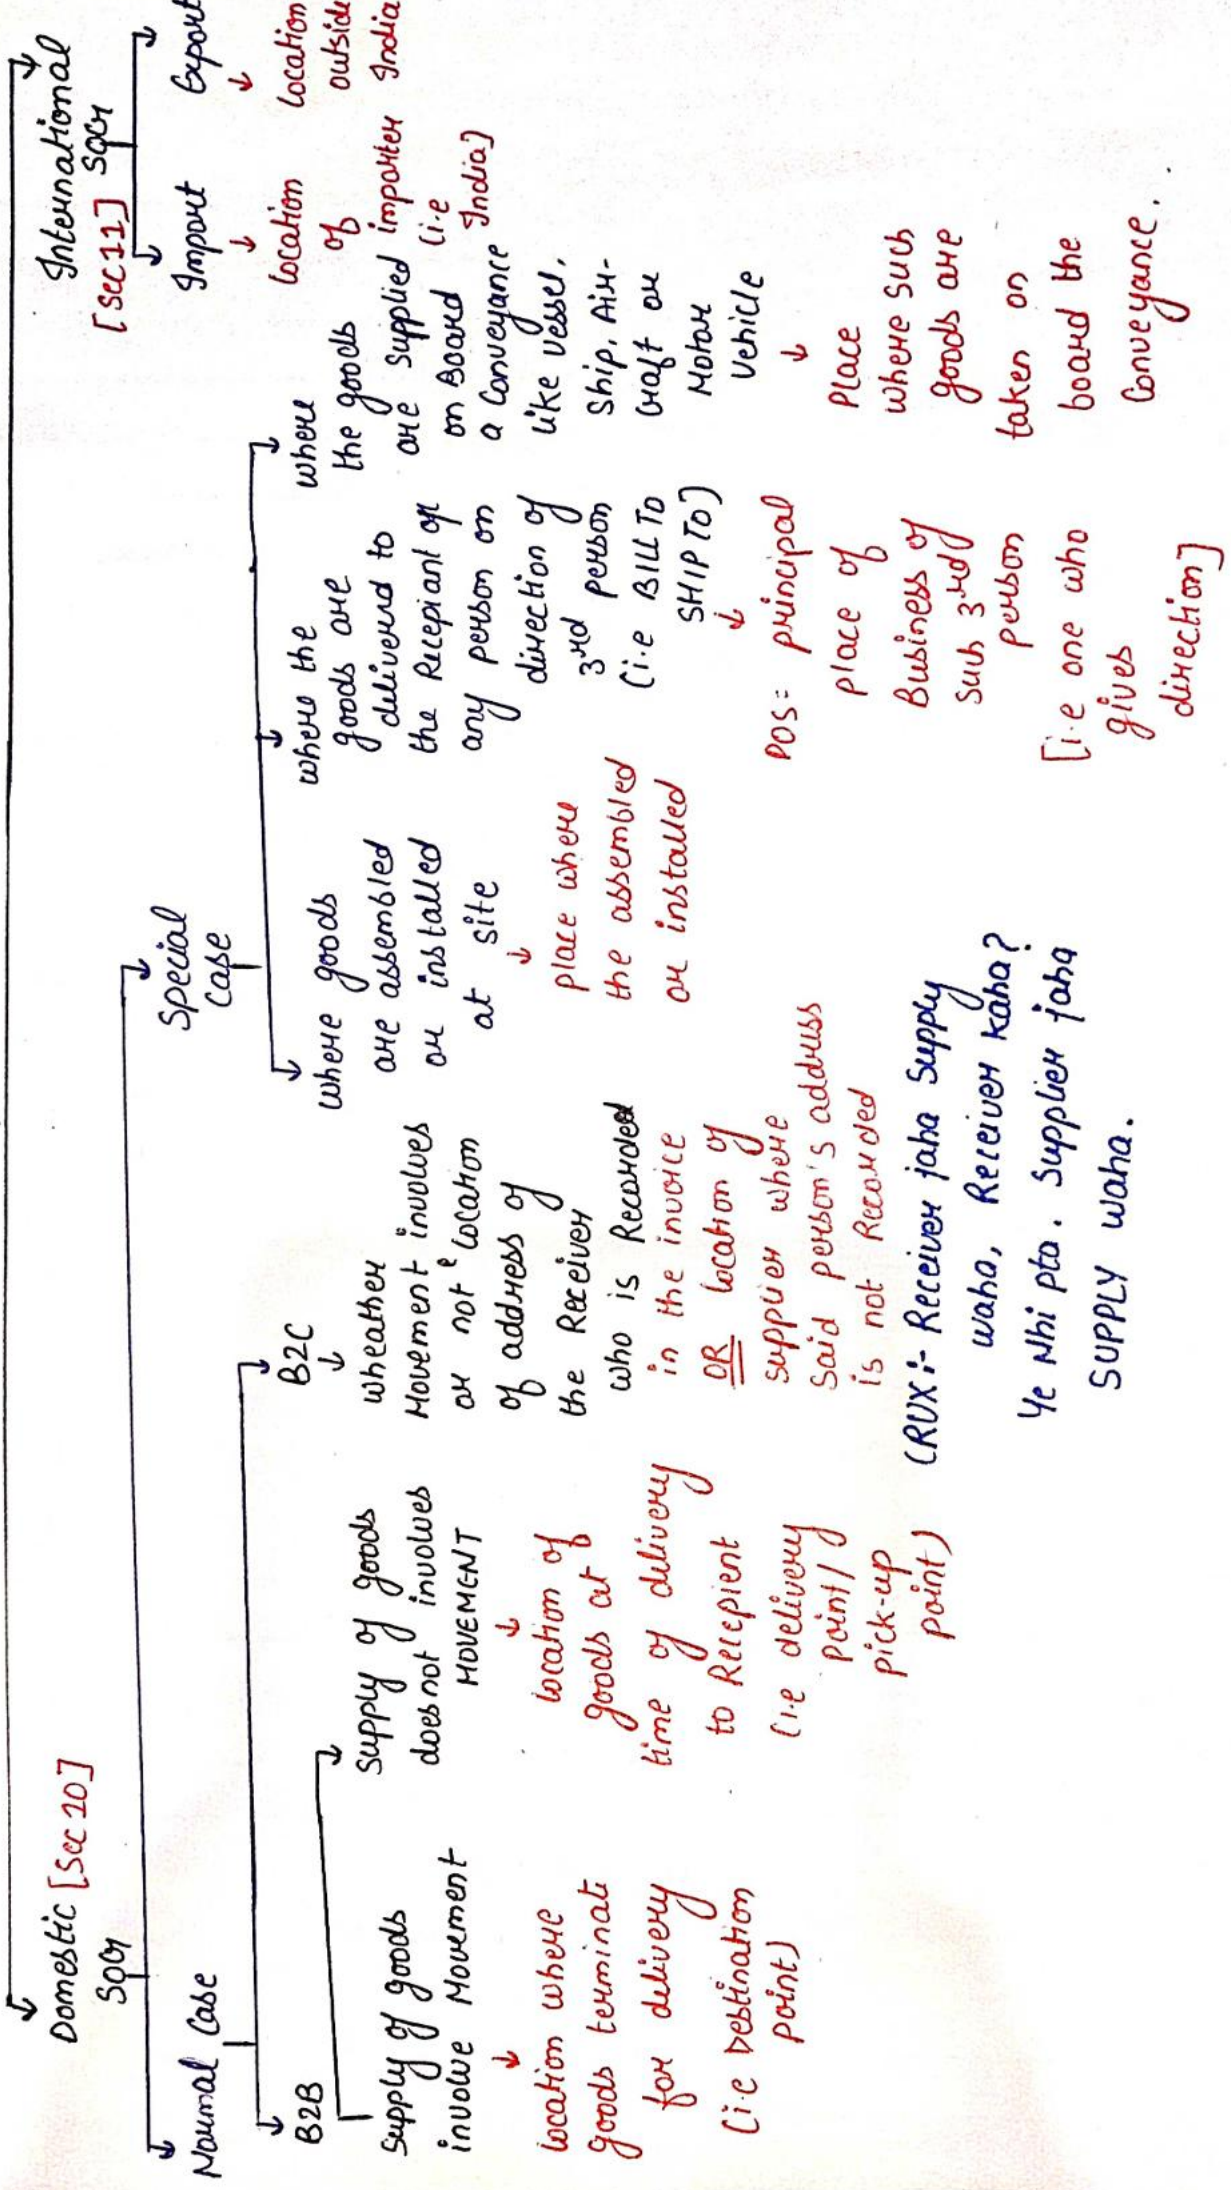 Domestic [Sec 10]
SOG
International
[Sec 11] SOG
Normal Case
Special
Case
Import
Export
B2B
B2C
Supply of goods
involve Movement
location where
goods terminate
for delivery
(i.e Destination
point)
Supply of goods
does not involves
MOVEMENT
location of
goods at
time of delivery
to Recipient
(i.e delivery
point/
pick-up
point)
wheather
Movement involves
or not location
of address of
the Receiver
who is Recorded
in the invoice
OR location of
supplier where
said person's address
is not Recorded
(RUX:- Receiver jaha Supply
waha, Receiver kaha?
Ye Nhi pta. Supplier jaha
SUPPLY waha.
where goods
are assembled
or installed
at site
place where
the assembled
or installed
where the
goods are
deliverd to
the Recepiant or
any person on
direction of
3rd person
(i.e BILL TO
SHIP TO)
POS= principal
place of
Business of
such 3rd
person
[i.e one who
gives
direction]
where
the goods
are supplied
on Board
a conveyance
like vessel,
Ship, Air-
craft or
Motor
Vehicle
Place
where such
goods are
taken on
board the
Conveyance.
location
of
importer
(i.e
India)
location
outside
India